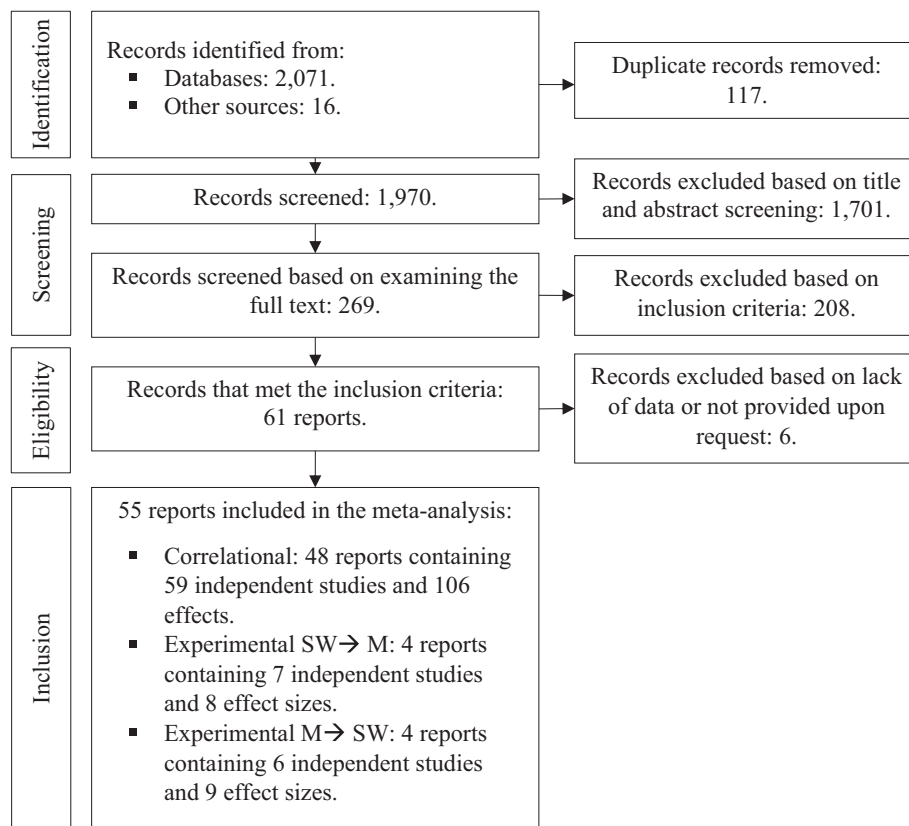 Identification
Records identified from:
▪ Databases: 2,071.
▪ Other sources: 16.
Duplicate records removed:
117.
Screening
Records screened: 1,970.
Records excluded based on title
and abstract screening: 1,701.
Records screened based on examining the
full text: 269.
Records excluded based on
inclusion criteria: 208.
Eligibility
Records that met the inclusion criteria:
61 reports.
Records excluded based on lack
of data or not provided upon
request: 6.
Inclusion
55 reports included in the meta-analysis:
▪ Correlational: 48 reports containing
59 independent studies and 106
effects.
▪ Experimental SW→ M: 4 reports
containing 7 independent studies
and 8 effect sizes.
▪ Experimental M→ SW: 4 reports
containing 6 independent studies
and 9 effect sizes.